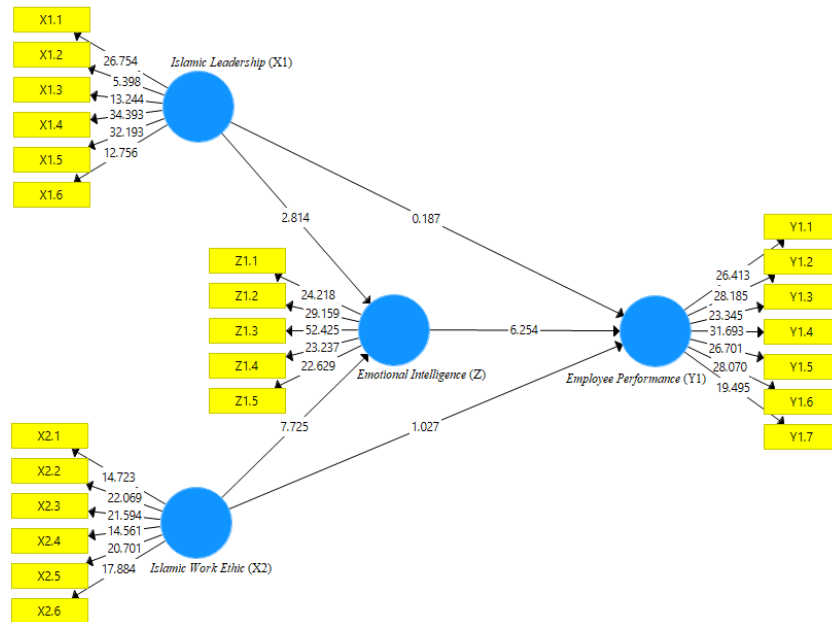 X1.1
X1.2
X1.3
X1.4
X1.5
X1.6
26.754
5.398
13.244
34.393
32.193
12.756
Islamic Leadership (X1)
2.814
0.187
Z1.1
Z1.2
Z1.3
Z1.4
Z1.5
24.218
29.159
52.425
23.237
22.629
Emotional Intelligence (Z)
6.254
Y1.1
Y1.2
Y1.3
Y1.4
Y1.5
Y1.6
Y1.7
26.413
28.185
23.345
31.693
26.701
28.070
19.495
Employee Performance (Y1)
7.725
1.027
X2.1
X2.2
X2.3
X2.4
X2.5
X2.6
14.723
22.069
21.594
14.561
20.701
17.884
Islamic Work Ethic (X2)